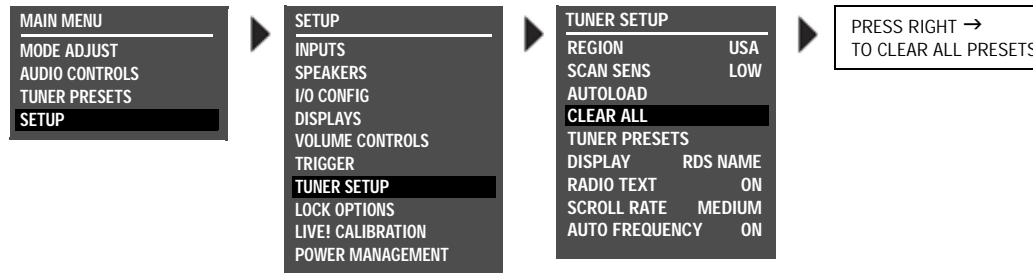 MAIN MENU
MODE ADJUST
AUDIO CONTROLS
TUNER PRESETS
SETUP
SETUP
INPUTS
SPEAKERS
I/O CONFIG
DISPLAYS
VOLUME CONTROLS
TRIGGER
TUNER SETUP
LOCK OPTIONS
LIVE! CALIBRATION
POWER MANAGEMENT
TUNER SETUP
REGION USA
SCAN SENS LOW
AUTOLOAD
CLEAR ALL
TUNER PRESETS
DISPLAY RDS NAME
RADIO TEXT ON
SCROLL RATE MEDIUM
AUTO FREQUENCY ON
PRESS RIGHT →
TO CLEAR ALL PRESETS